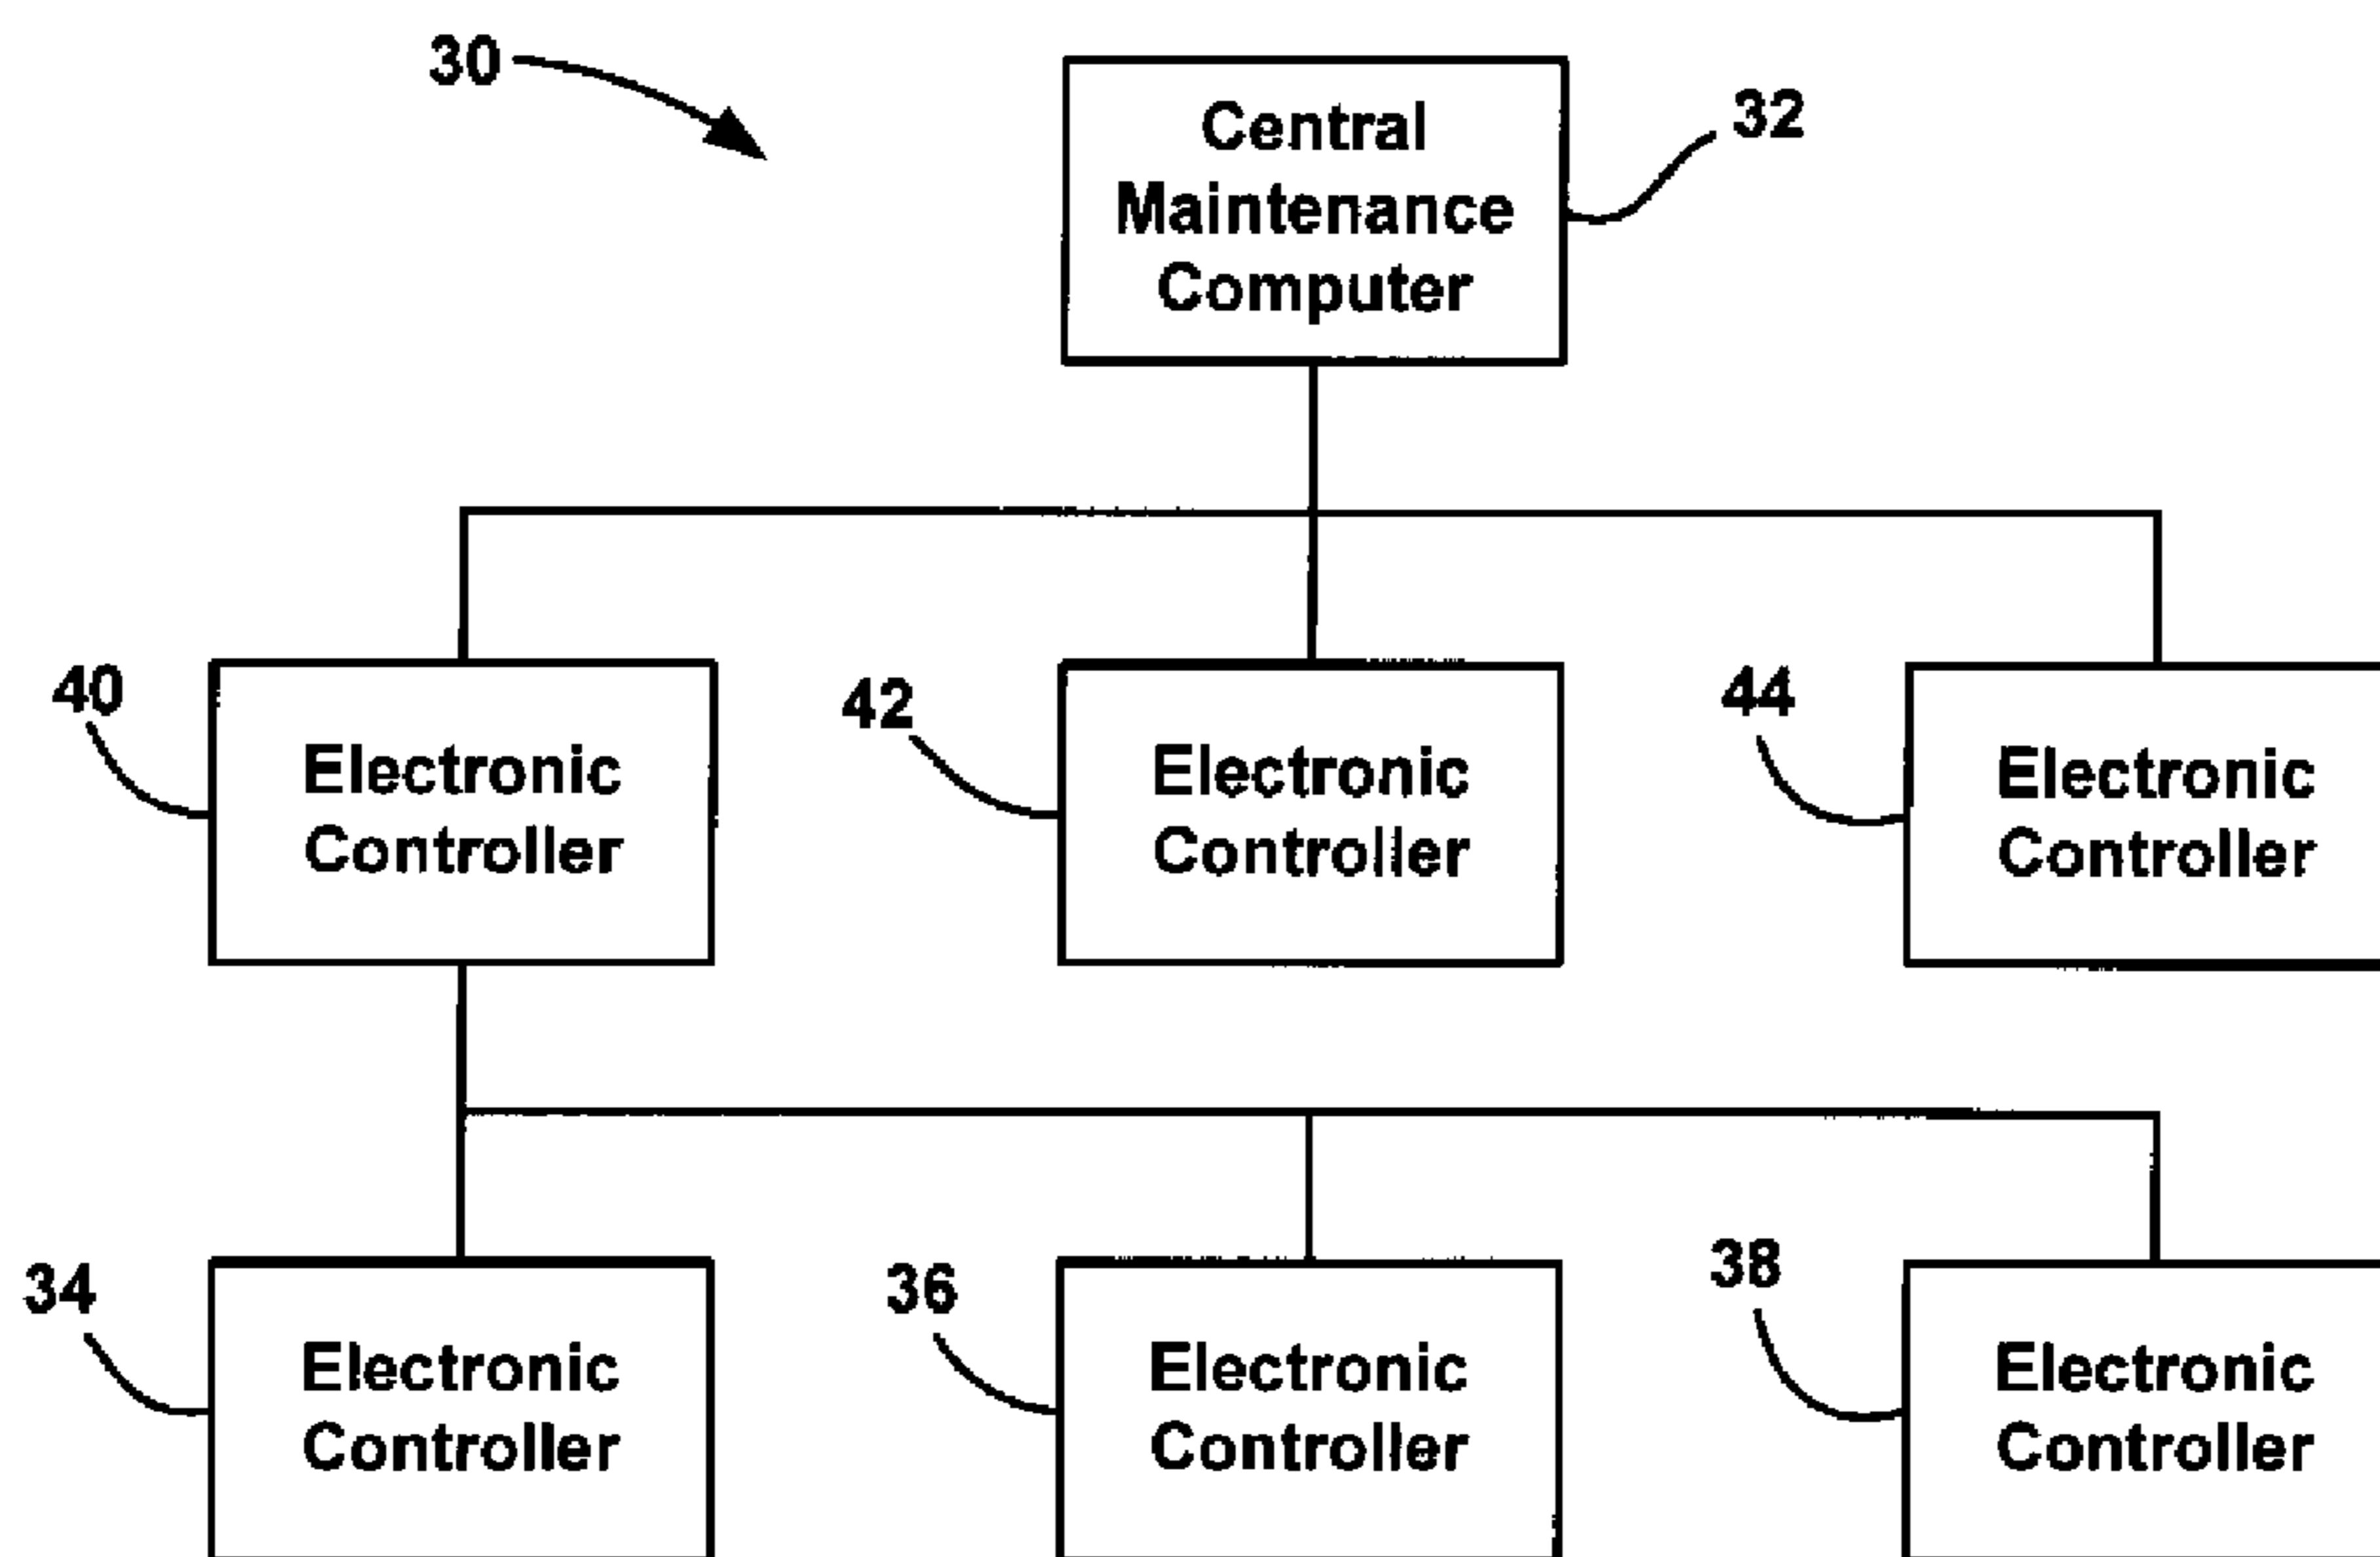 30
Central
Maintenance
Computer
32
40
Electronic
Controller
42
Electronic
Controller
44
Electronic
Controller
34
Electronic
Controller
36
Electronic
Controller
38
Electronic
Controller